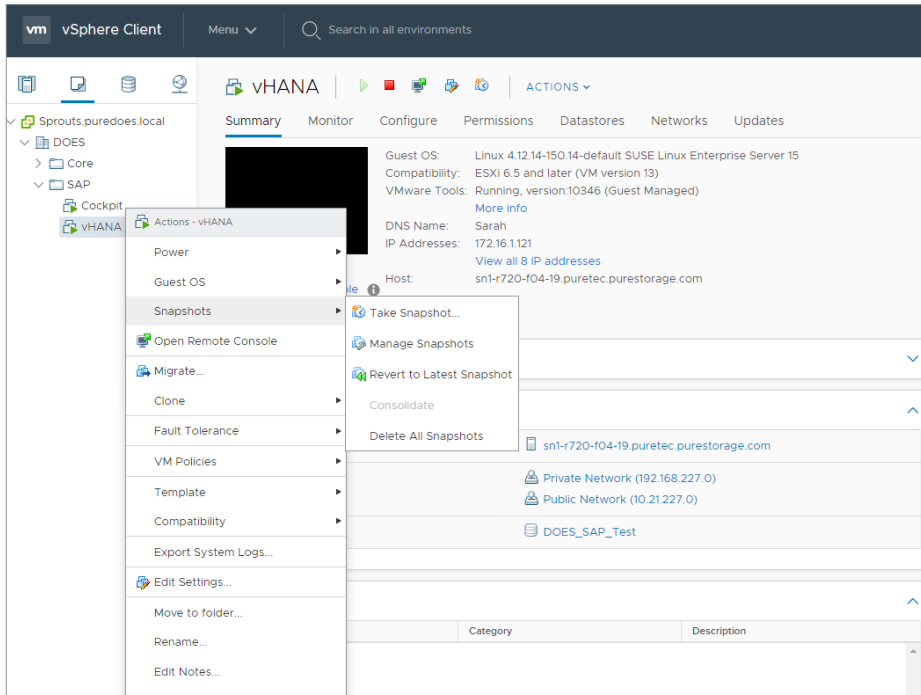 vm vSphere Client Menu Search in all environments
vHANA ACTIONS
Sprouts.puredoes.local
DOES
Core
SAP
Cockpit
vHANA
Summary Monitor Configure Permissions Datastores Networks Updates
Guest OS: Linux 4.12.14-150.14-default SUSE Linux Enterprise Server 15
Compatibility: ESXi 6.5 and later (VM version 13)
VMware Tools: Running, version:10346 (Guest Managed)
More info
DNS Name: Sarah
IP Addresses: 172.16.1.121
View all 8 IP addresses
Host: sn1-r720-f04-19.puretec.purestorage.com
Actions - vHANA
Power
Guest OS
Snapshots
Open Remote Console
Migrate...
Clone
Fault Tolerance
VM Policies
Template
Compatibility
Export System Logs...
Edit Settings...
Move to folder...
Rename...
Edit Notes...
Take Snapshot...
Manage Snapshots
Revert to Latest Snapshot
Consolidate
Delete All Snapshots
sn1-r720-f04-19.puretec.purestorage.com
Private Network (192.168.227.0)
Public Network (10.21.227.0)
DOES_SAP_Test
Category Description